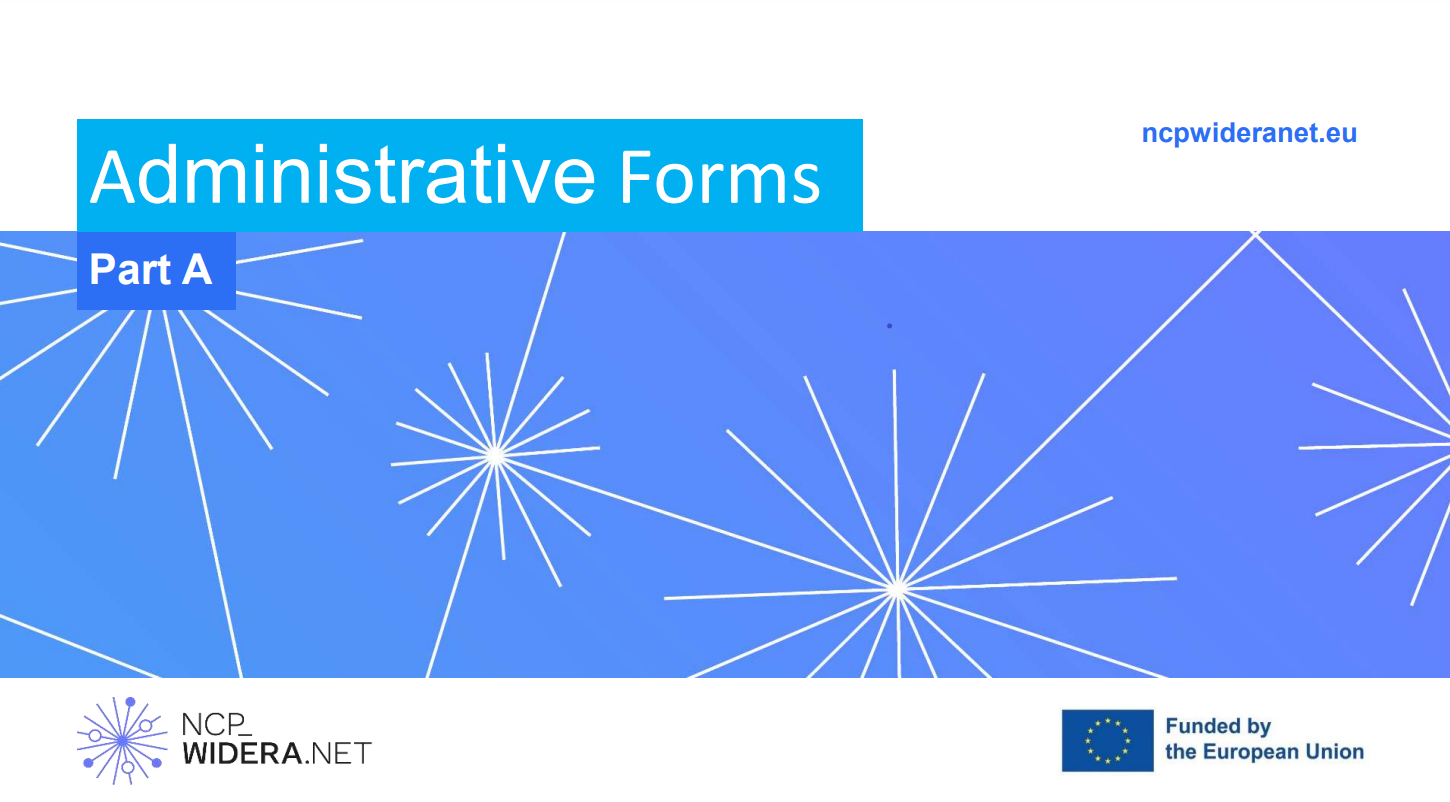 Administrative Forms
ncpwideranet.eu
Part A
NCP_
WIDERA.NET
Funded by
the European Union